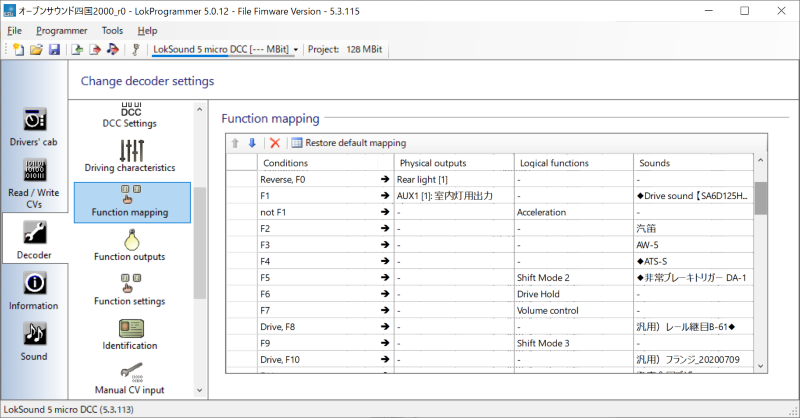 オープンサウンド四国2000_r0 - LokProgrammer 5.0.12 - File Fimware Version - 5.3.115
File Programmer Tools Help
LokSound 5 micro DCC [--- MBit] Project: 128 MBit
Change decoder settings
Drivers' cab
Read / Write
CVs
Decoder
Information
Sound
DCC
DCC Settings
Driving characteristics
Function mapping
Function outputs
Function settings
Identification
Manual CV input
Function mapping
Restore default mapping
Conditions Physical outputs Logical functions Sounds
Reverse, F0 → Rear light [1] - -
F1 → AUX1 [1]: 室内灯用出力 - ◆Drive sound【SA6D125H...
not F1 → - Acceleration -
F2 → - - 汽笛
F3 → - - AW-5
F4 → - - ◆ATS-S
F5 → - Shift Mode 2 ◆非常ブレーキトリガー DA-1
F6 → - Drive Hold -
F7 → - Volume control -
Drive, F8 → - - 汎用）レール継目B-61◆
F9 → - Shift Mode 3 -
Drive, F10 → - - 汎用）フランジ_20200709
LokSound 5 micro DCC (5.3.113)